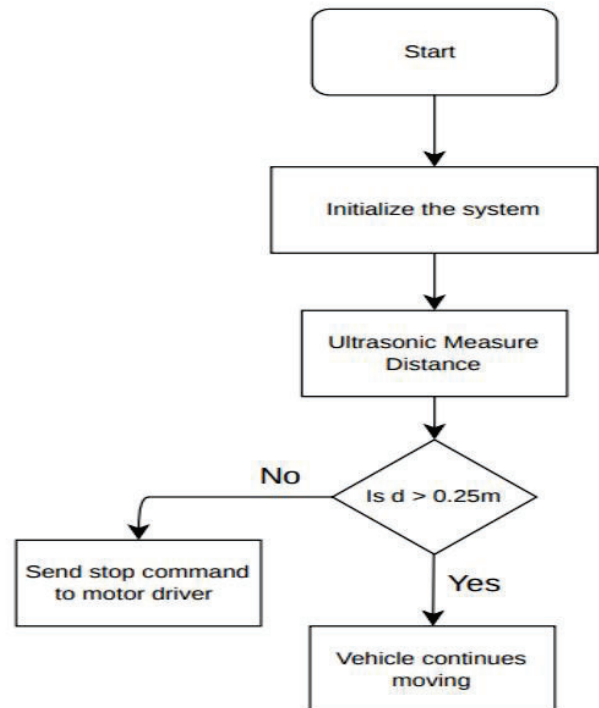 Start
Initialize the system
Ultrasonic Measure
Distance
Is d > 0.25m
No
Send stop command
to motor driver
Yes
Vehicle continues
moving